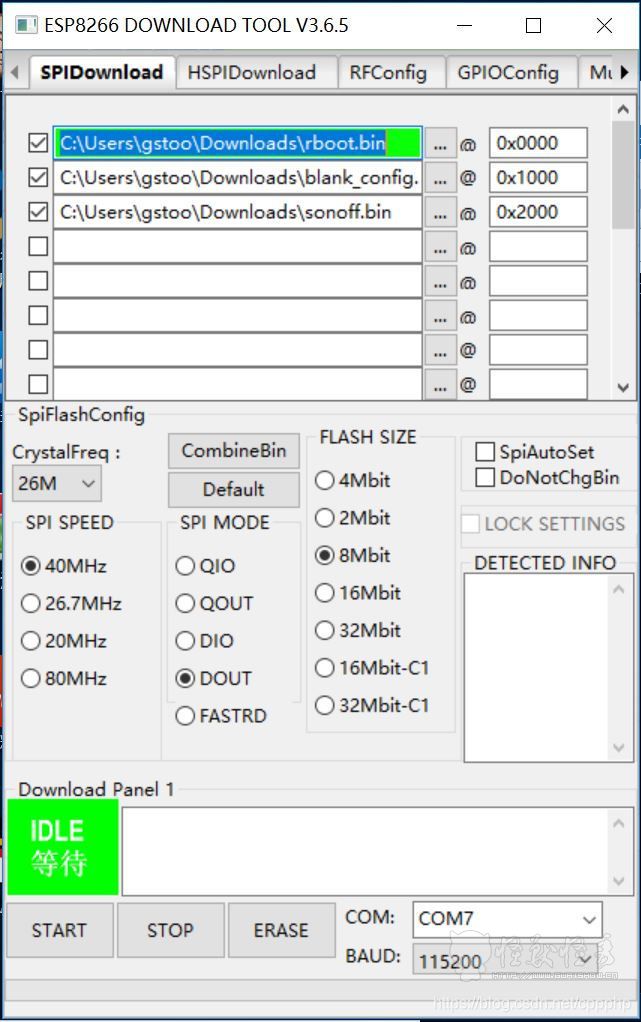 ESP8266 DOWNLOAD TOOL V3.6.5
SPIDownload HSPIDownload RFConfig GPIOConfig Mu
C:\Users\gstoo\Downloads\rboot.bin ... @ 0x0000
C:\Users\gstoo\Downloads\blank_config. ... @ 0x1000
C:\Users\gstoo\Downloads\sonoff.bin ... @ 0x2000
... @
... @
... @
... @
... @
SpiFlashConfig
CrystalFreq :
26M
CombineBin
Default
SPI SPEED
40MHz
26.7MHz
20MHz
80MHz
SPI MODE
QIO
QOUT
DIO
DOUT
FASTRD
FLASH SIZE
4Mbit
2Mbit
8Mbit
16Mbit
32Mbit
16Mbit-C1
32Mbit-C1
SpiAutoSet
DoNotChgBin
LOCK SETTINGS
DETECTED INFO
Download Panel 1
IDLE
等待
START STOP ERASE
COM: COM7
BAUD: 115200
https://blog.csdn.net/cppphp